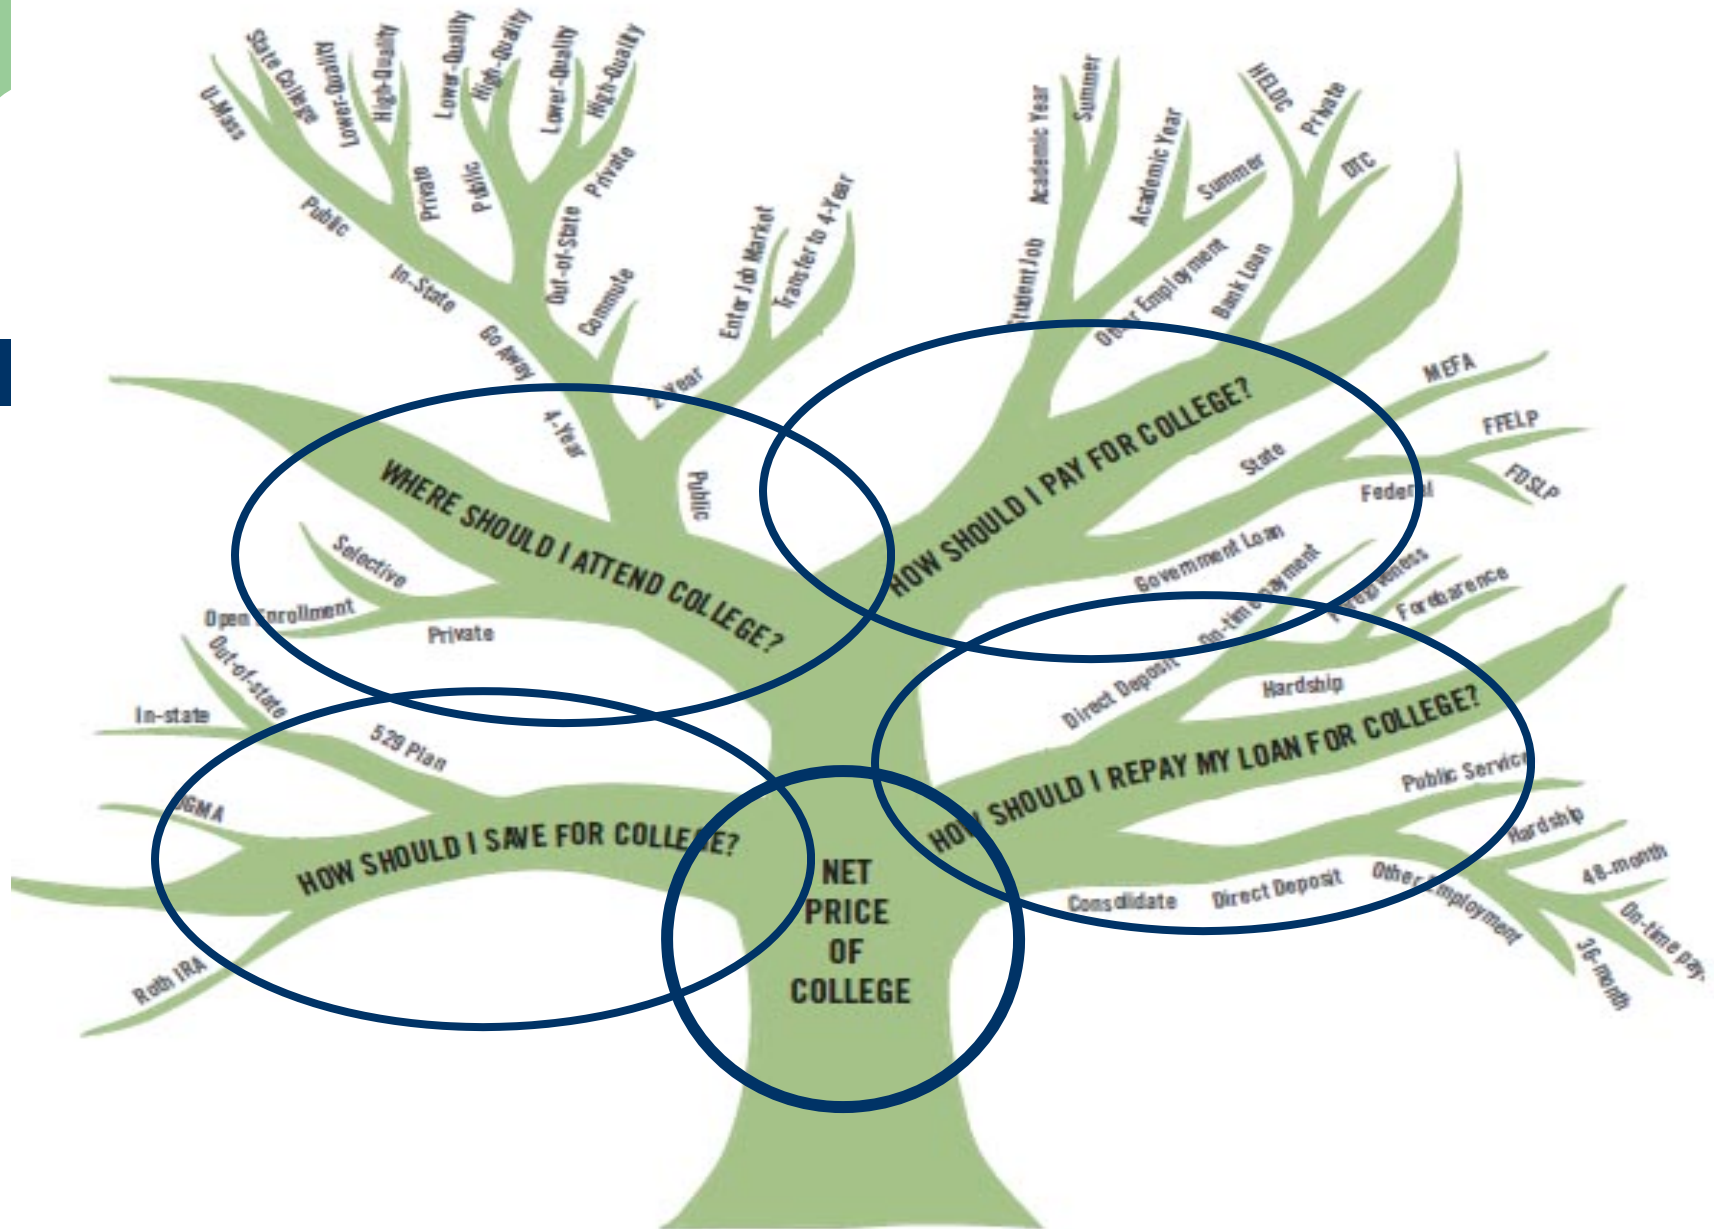 U-Mass
State College
Lower-Quality
High-Quality
Lower-Quality
High-Quality
Lower-Quality
High-Quality
Public
Private
Public
Private
In-State
Out-of-State
Go Away
Commute
4-Year
2-Year
Enter Job Market
Transfer to 4-Year
Public
WHERE SHOULD I ATTEND COLLEGE?
Selective
Open Enrollment
Private
Academic Year
Summer
Academic Year
Summer
Student Job
Other Employment
HELOC
Private
DTC
Bank Loan
HOW SHOULD I PAY FOR COLLEGE?
MEFA
FFELP
FDSLP
State
Federal
Government Loan
Out-of-state
In-state
529 Plan
UGMA
HOW SHOULD I SAVE FOR COLLEGE?
Roth IRA
On-time payment
Forgiveness
Forebarence
Direct Deposit
Hardship
HOW SHOULD I REPAY MY LOAN FOR COLLEGE?
Public Service
Hardship
48-month
On-time pay.
36-month
Other Employment
Direct Deposit
Consolidate
NET
PRICE
OF
COLLEGE